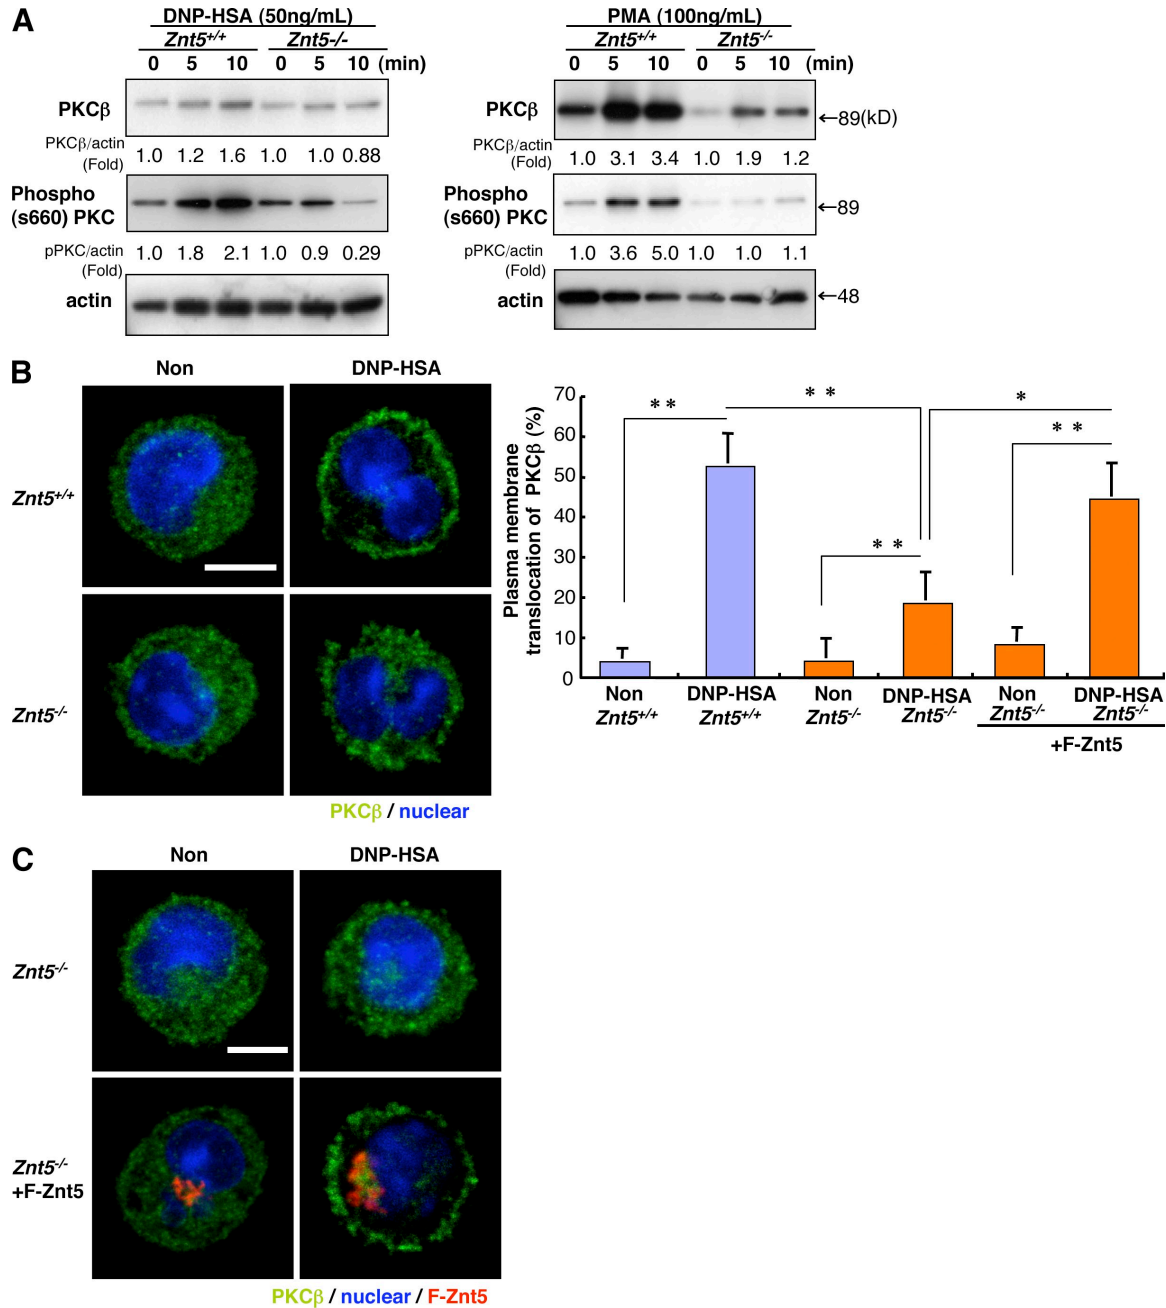 A
DNP-HSA (50ng/mL)
Znt5+/+ Znt5-/-
0 5 10 0 5 10 (min)
PKCβ
PKCβ/actin
(Fold) 1.0 1.2 1.6 1.0 1.0 0.88
Phospho
(s660) PKC
pPKC/actin
(Fold) 1.0 1.8 2.1 1.0 0.9 0.29
actin
PMA (100ng/mL)
Znt5+/+ Znt5-/-
0 5 10 0 5 10 (min)
PKCβ ←89(kD)
PKCβ/actin
(Fold) 1.0 3.1 3.4 1.0 1.9 1.2
Phospho
(s660) PKC ←89
pPKC/actin
(Fold) 1.0 3.6 5.0 1.0 1.0 1.1
actin ←48
B
Non DNP-HSA
Znt5+/+
Znt5-/-
PKCβ / nuclear
Plasma membrane
translocation of PKCβ (%)
70
60
50
40
30
20
10
0
** ** *
**
**
Non DNP-HSA Non DNP-HSA Non DNP-HSA
Znt5+/+ Znt5+/+ Znt5-/- Znt5-/- Znt5-/- Znt5-/-
+F-Znt5
C
Non DNP-HSA
Znt5-/-
Znt5-/-
+F-Znt5
PKCβ / nuclear / F-Znt5